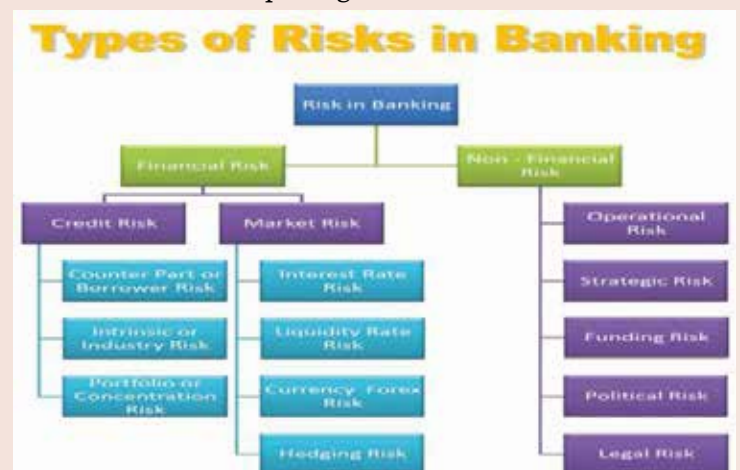 Types of Risks in Banking
Risk in Banking
Financial Risk
Non - Financial
Risk
Credit Risk
Market Risk
Operational
Risk
Counter Part or
Borrower Risk
Interest Rate
Risk
Strategic Risk
Intrinsic or
Industry Risk
Liquidity Rate
Risk
Funding Risk
Portfolio or
Concentration
Risk
Currency Forex
Risk
Political Risk
Hedging Risk
Legal Risk